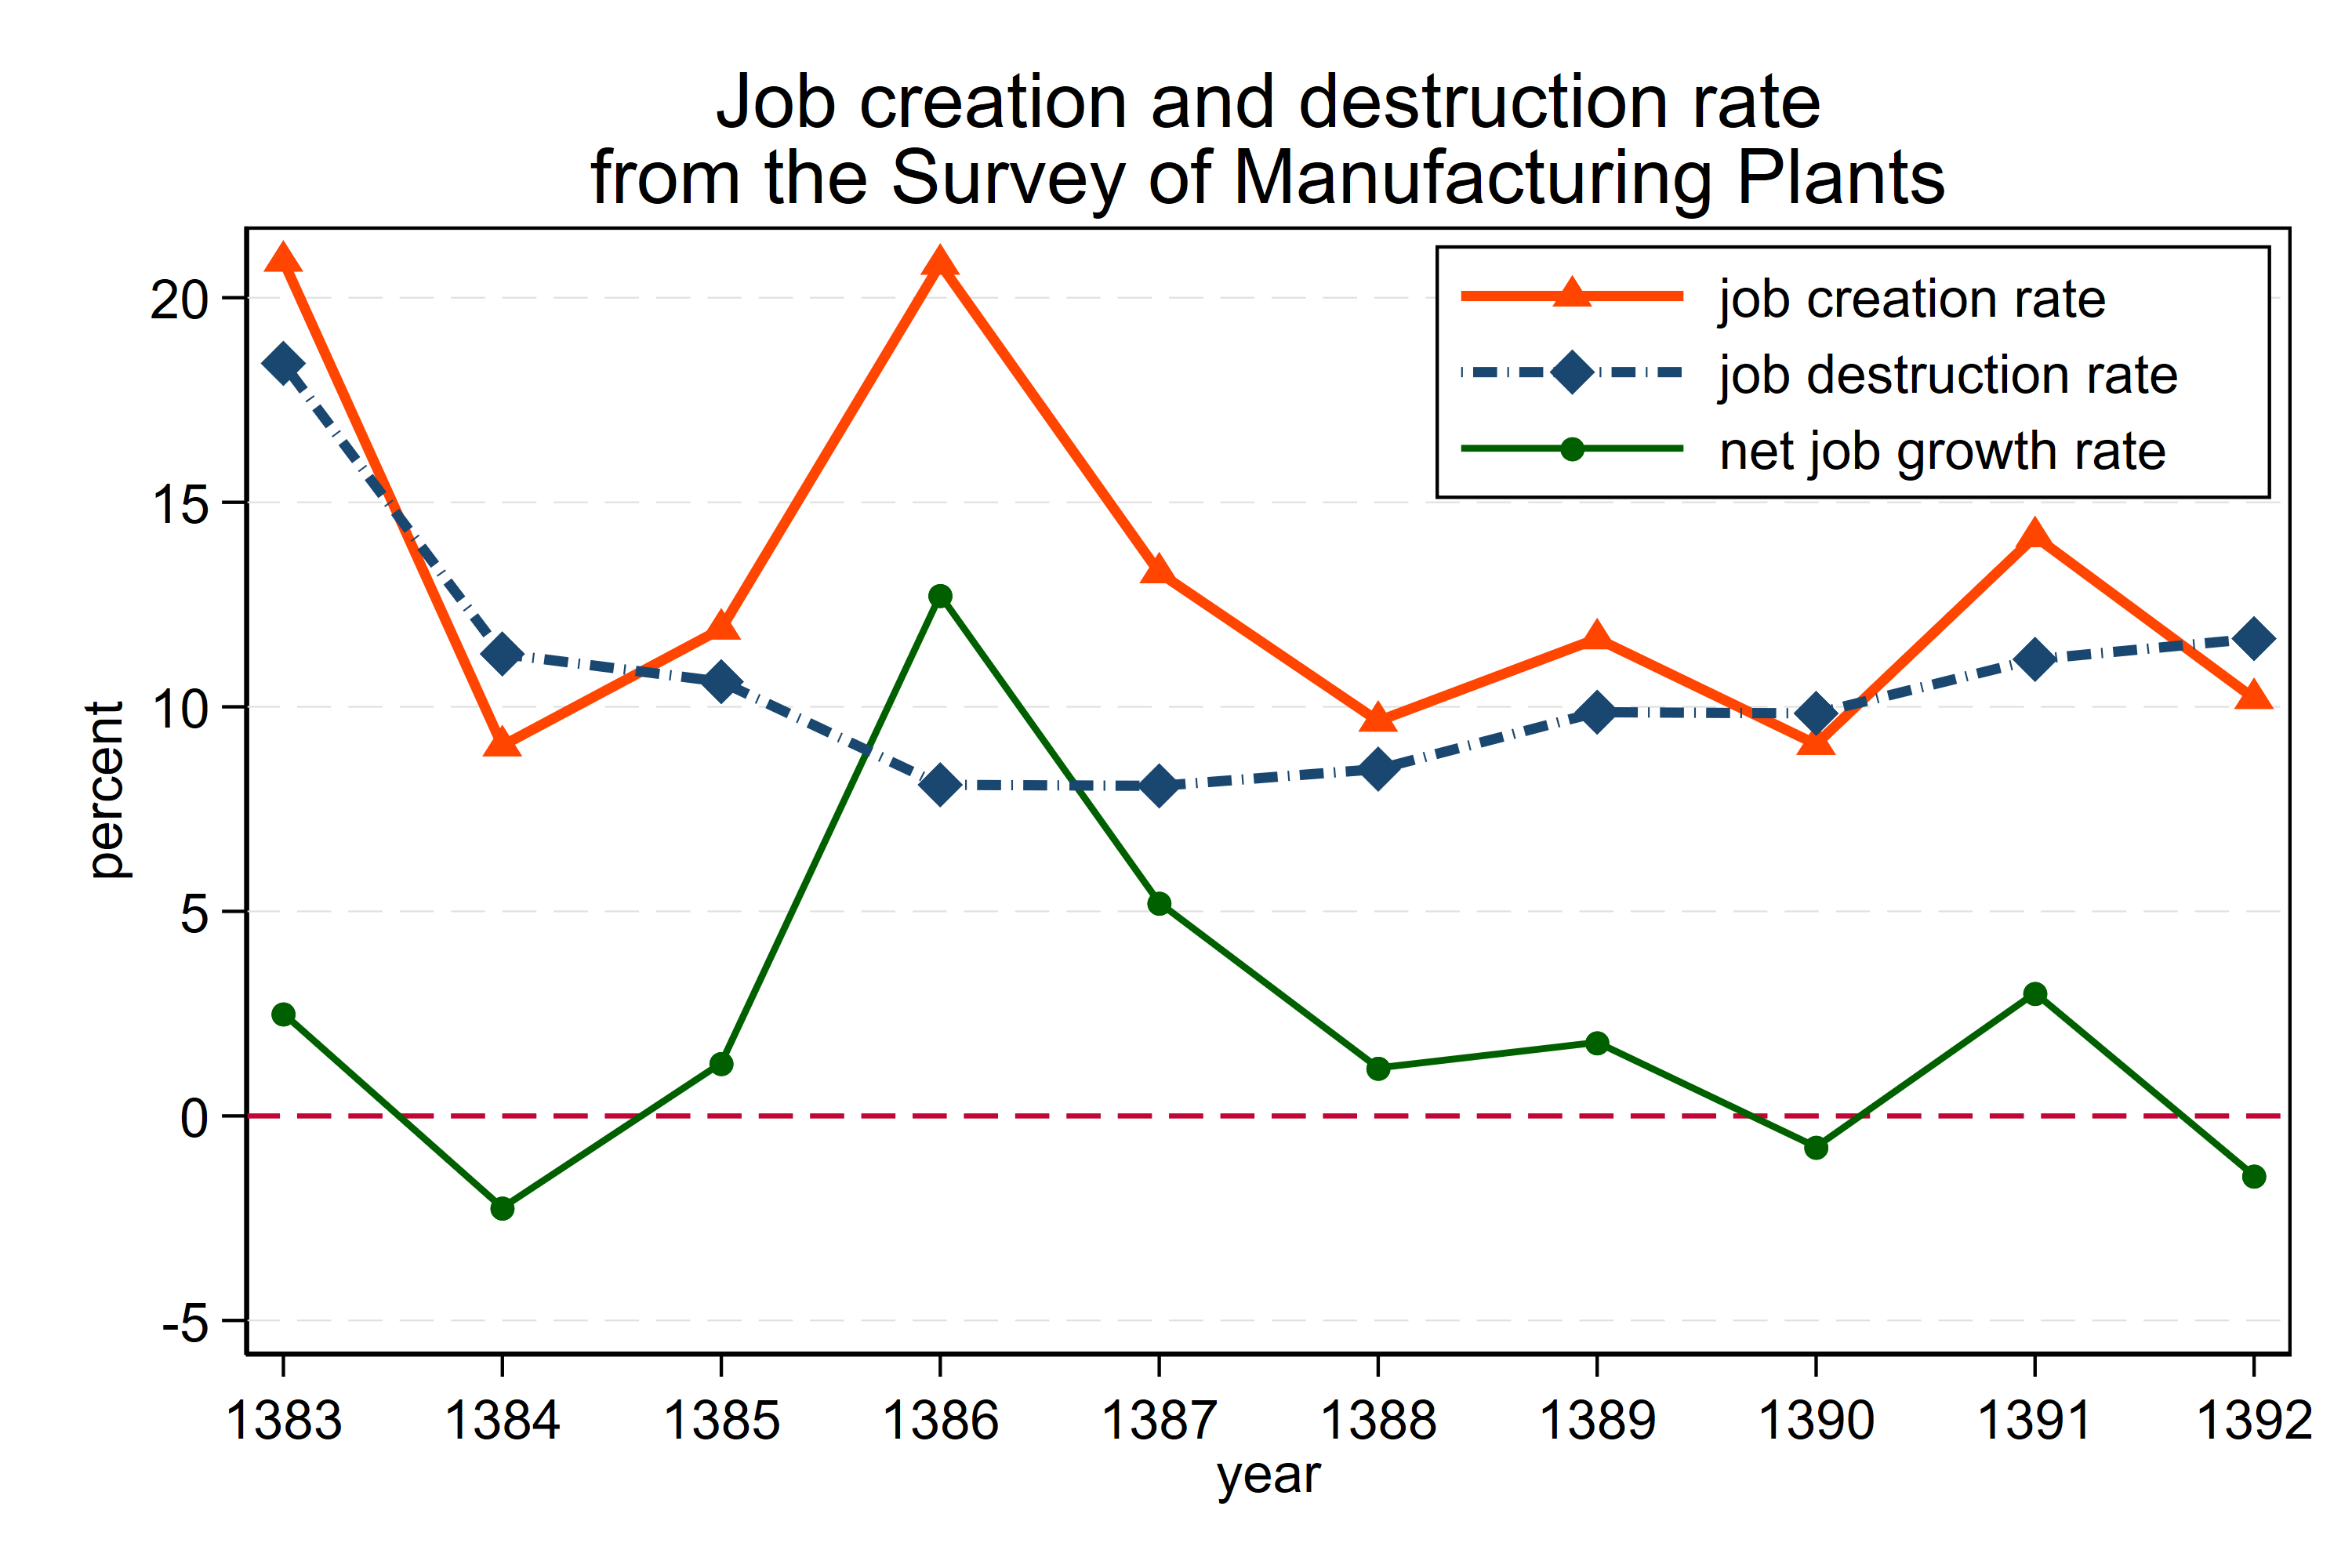 Job creation and destruction rate
from the Survey of Manufacturing Plants
job creation rate
job destruction rate
net job growth rate
percent
20
15
10
5
0
-5
1383 1384 1385 1386 1387 1388 1389 1390 1391 1392
year